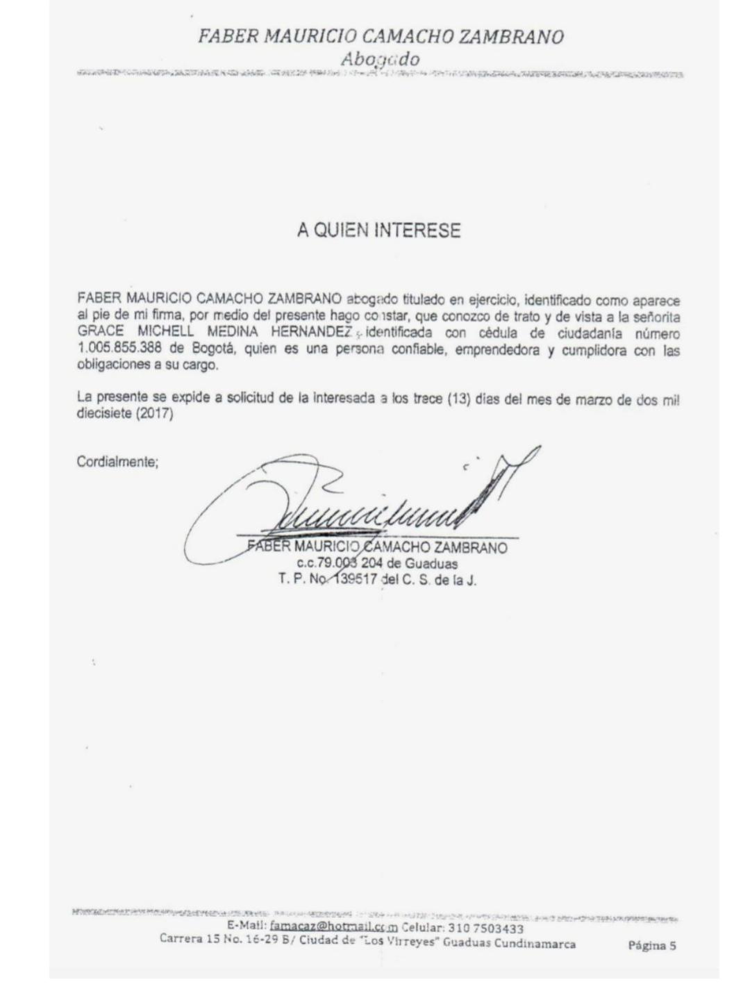 FABER MAURICIO CAMACHO ZAMBRANO
Abogado
A QUIEN INTERESE
FABER MAURICIO CAMACHO ZAMBRANO abogado titulado en ejercicio, identificado como aparece
al pie de mi firma, por medio del presente hago constar, que conozco de trato y de vista a la señorita
GRACE MICHELL MEDINA HERNANDEZ, identificada con cédula de ciudadanía número
1.005.855.388 de Bogotá, quien es una persona confiable, emprendedora y cumplidora con las
obligaciones a su cargo.
La presente se expide a solicitud de la interesada a los trece (13) días del mes de marzo de dos mil
diecisiete (2017)
Cordialmente;
FABER MAURICIO CAMACHO ZAMBRANO
c.c.79.003 204 de Guaduas
T. P. No. 139517 del C. S. de la J.
E-Mail: famacaz@hotmail.com Celular: 310 7503433
Carrera 15 No. 16-29 B/ Ciudad de "Los Virreyes" Guaduas Cundinamarca
Página 5